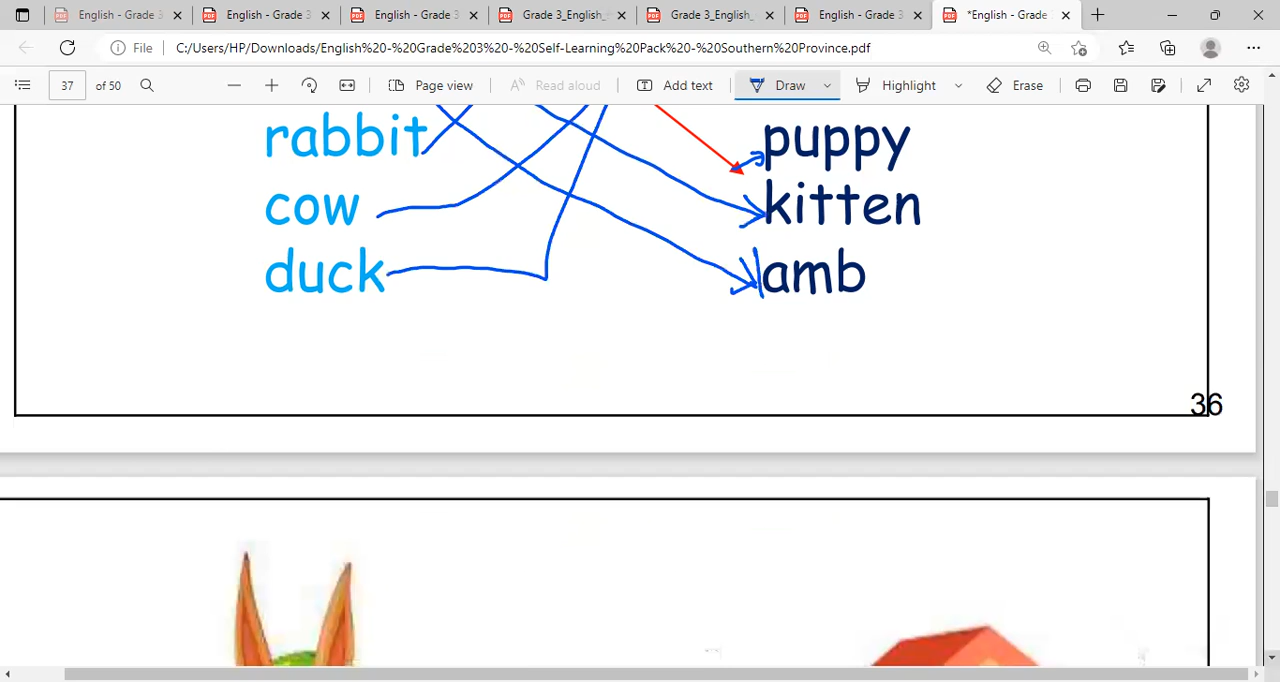 English - Grade 3
English - Grade 3
English - Grade 3
Grade 3_English_
Grade 3_English_
English - Grade 3
*English - Grade
File
C:/Users/HP/Downloads/English%20-%20Grade%203%20-%20Self-Learning%20Pack%20-%20Southern%20Province.pdf
37 of 50
Page view
Read aloud
Add text
Draw
Highlight
Erase
rabbit puppy
cow kitten
duck lamb
36